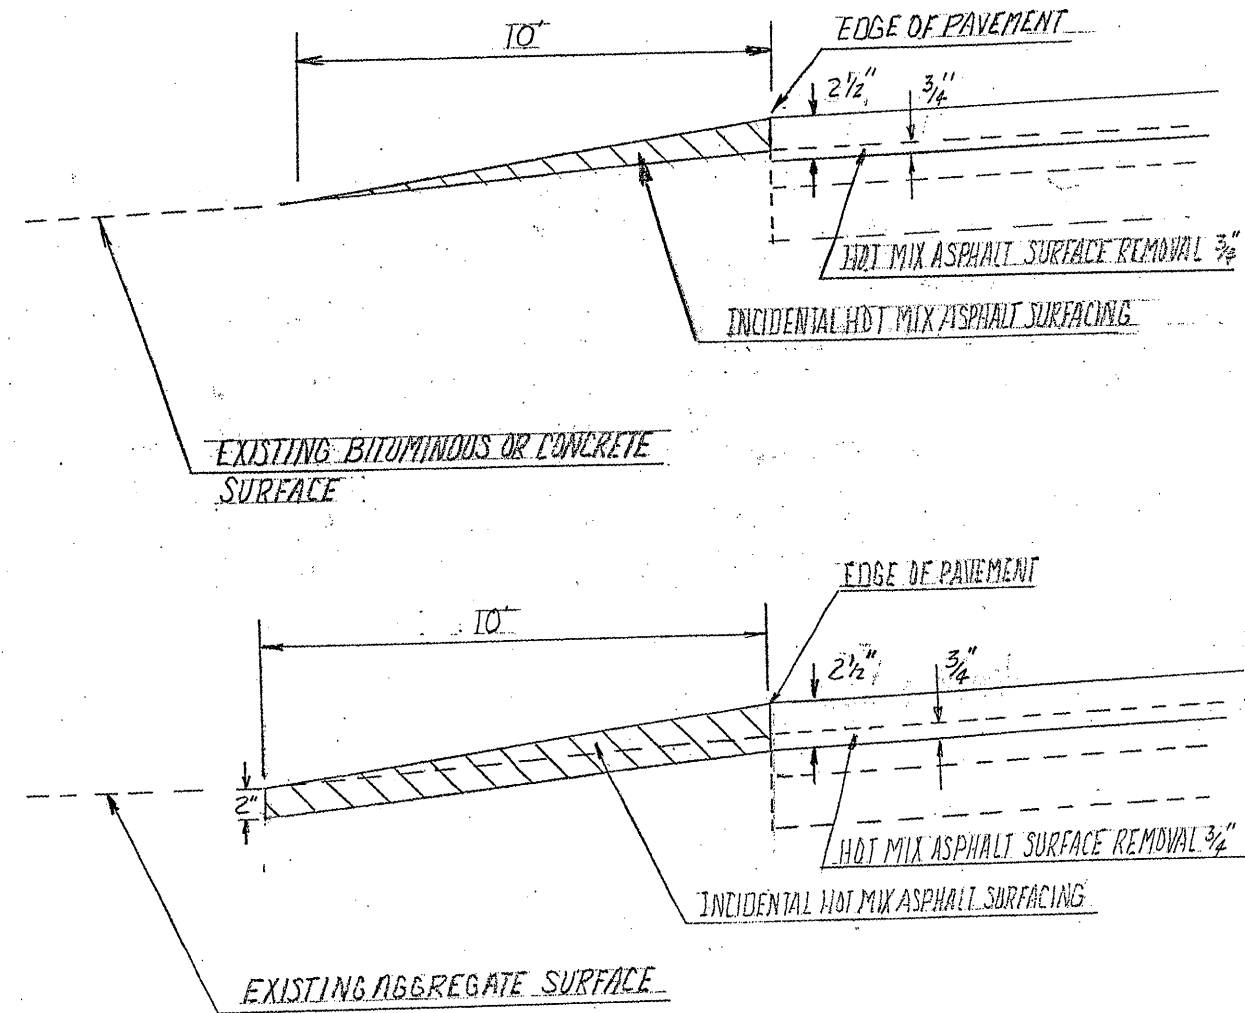 10'
EDGE OF PAVEMENT
2½" 3/4"
HOT MIX ASPHALT SURFACE REMOVAL 3/4"
INCIDENTAL HOT MIX ASPHALT SURFACING
EXISTING BITUMINOUS OR CONCRETE
SURFACE
EDGE OF PAVEMENT
10'
2½" 3/4"
2"
HOT MIX ASPHALT SURFACE REMOVAL 3/4"
INCIDENTAL HOT MIX ASPHALT SURFACING
EXISTING AGGREGATE SURFACE